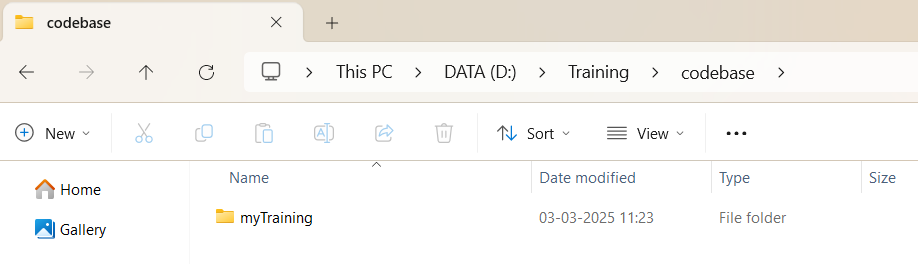 codebase
This PC > DATA (D:) > Training > codebase >
New Sort View
Name Date modified Type Size
Home
Gallery
myTraining 03-03-2025 11:23 File folder